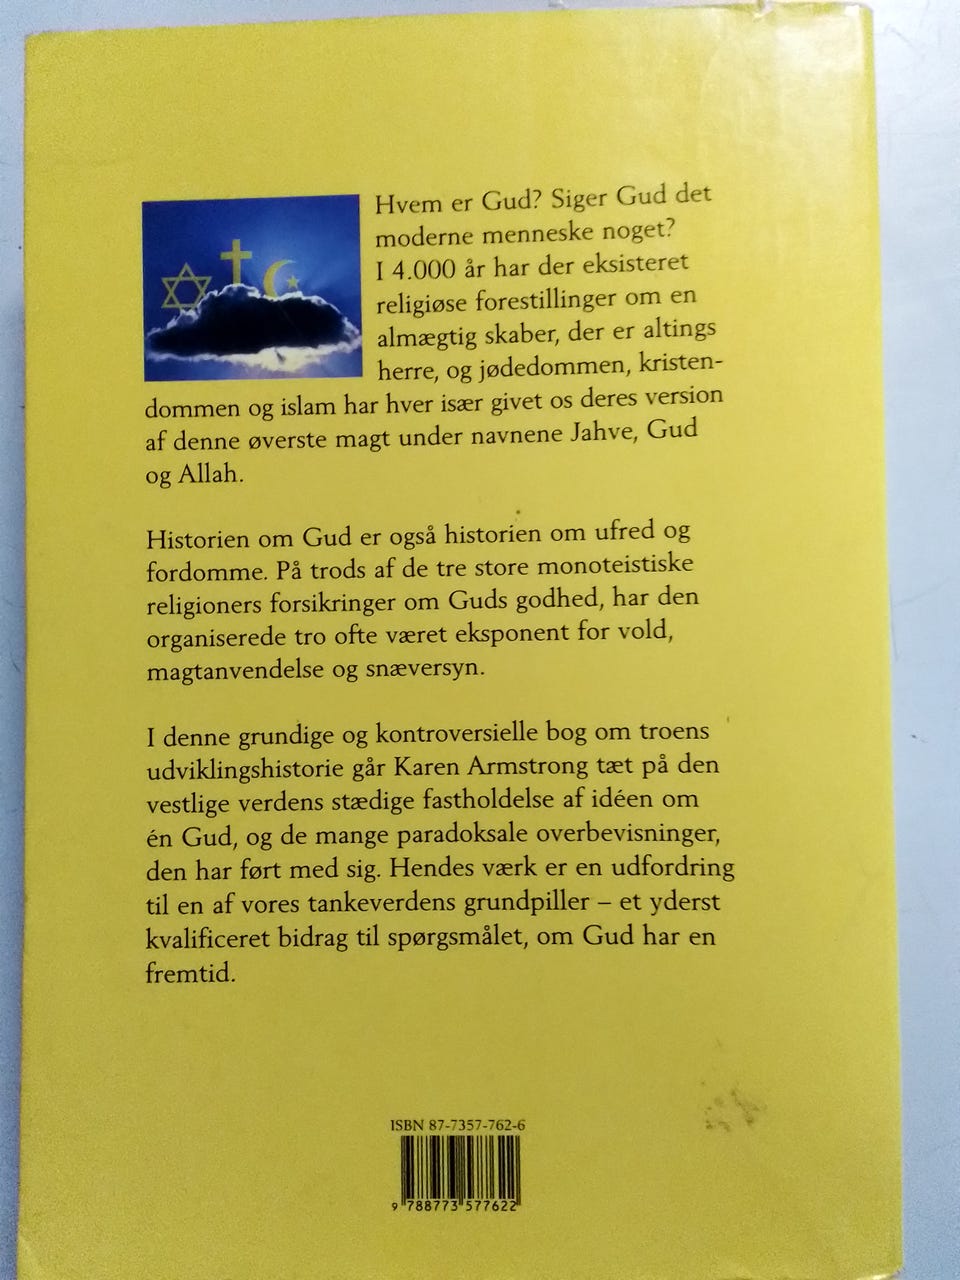 Hvem er Gud? Siger Gud det
moderne menneske noget?
I 4.000 år har der eksisteret
religiøse forestillinger om en
almægtig skaber, der er altings
herre, og jødedommen, kristen-
dommen og islam har hver især givet os deres version
af denne øverste magt under navnene Jahve, Gud
og Allah.
Historien om Gud er også historien om ufred og
fordomme. På trods af de tre store monoteistiske
religioners forsikringer om Guds godhed, har den
organiserede tro ofte været eksponent for vold,
magtanvendelse og snæversyn.
I denne grundige og kontroversielle bog om troens
udviklingshistorie går Karen Armstrong tæt på den
vestlige verdens stædige fastholdelse af idéen om
én Gud, og de mange paradoksale overbevisninger,
den har ført med sig. Hendes værk er en udfordring
til en af vores tankeverdens grundpiller – et yderst
kvalificeret bidrag til spørgsmålet, om Gud har en
fremtid.
ISBN 87-7357-762-6
9 788773 577622